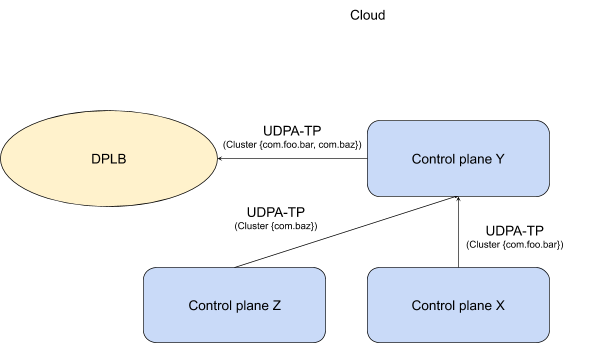 Cloud
UDPA-TP
(Cluster {com.foo.bar, com.baz})
DPLB
Control plane Y
UDPA-TP
(Cluster {com.baz})
UDPA-TP
(Cluster {com.foo.bar})
Control plane Z
Control plane X